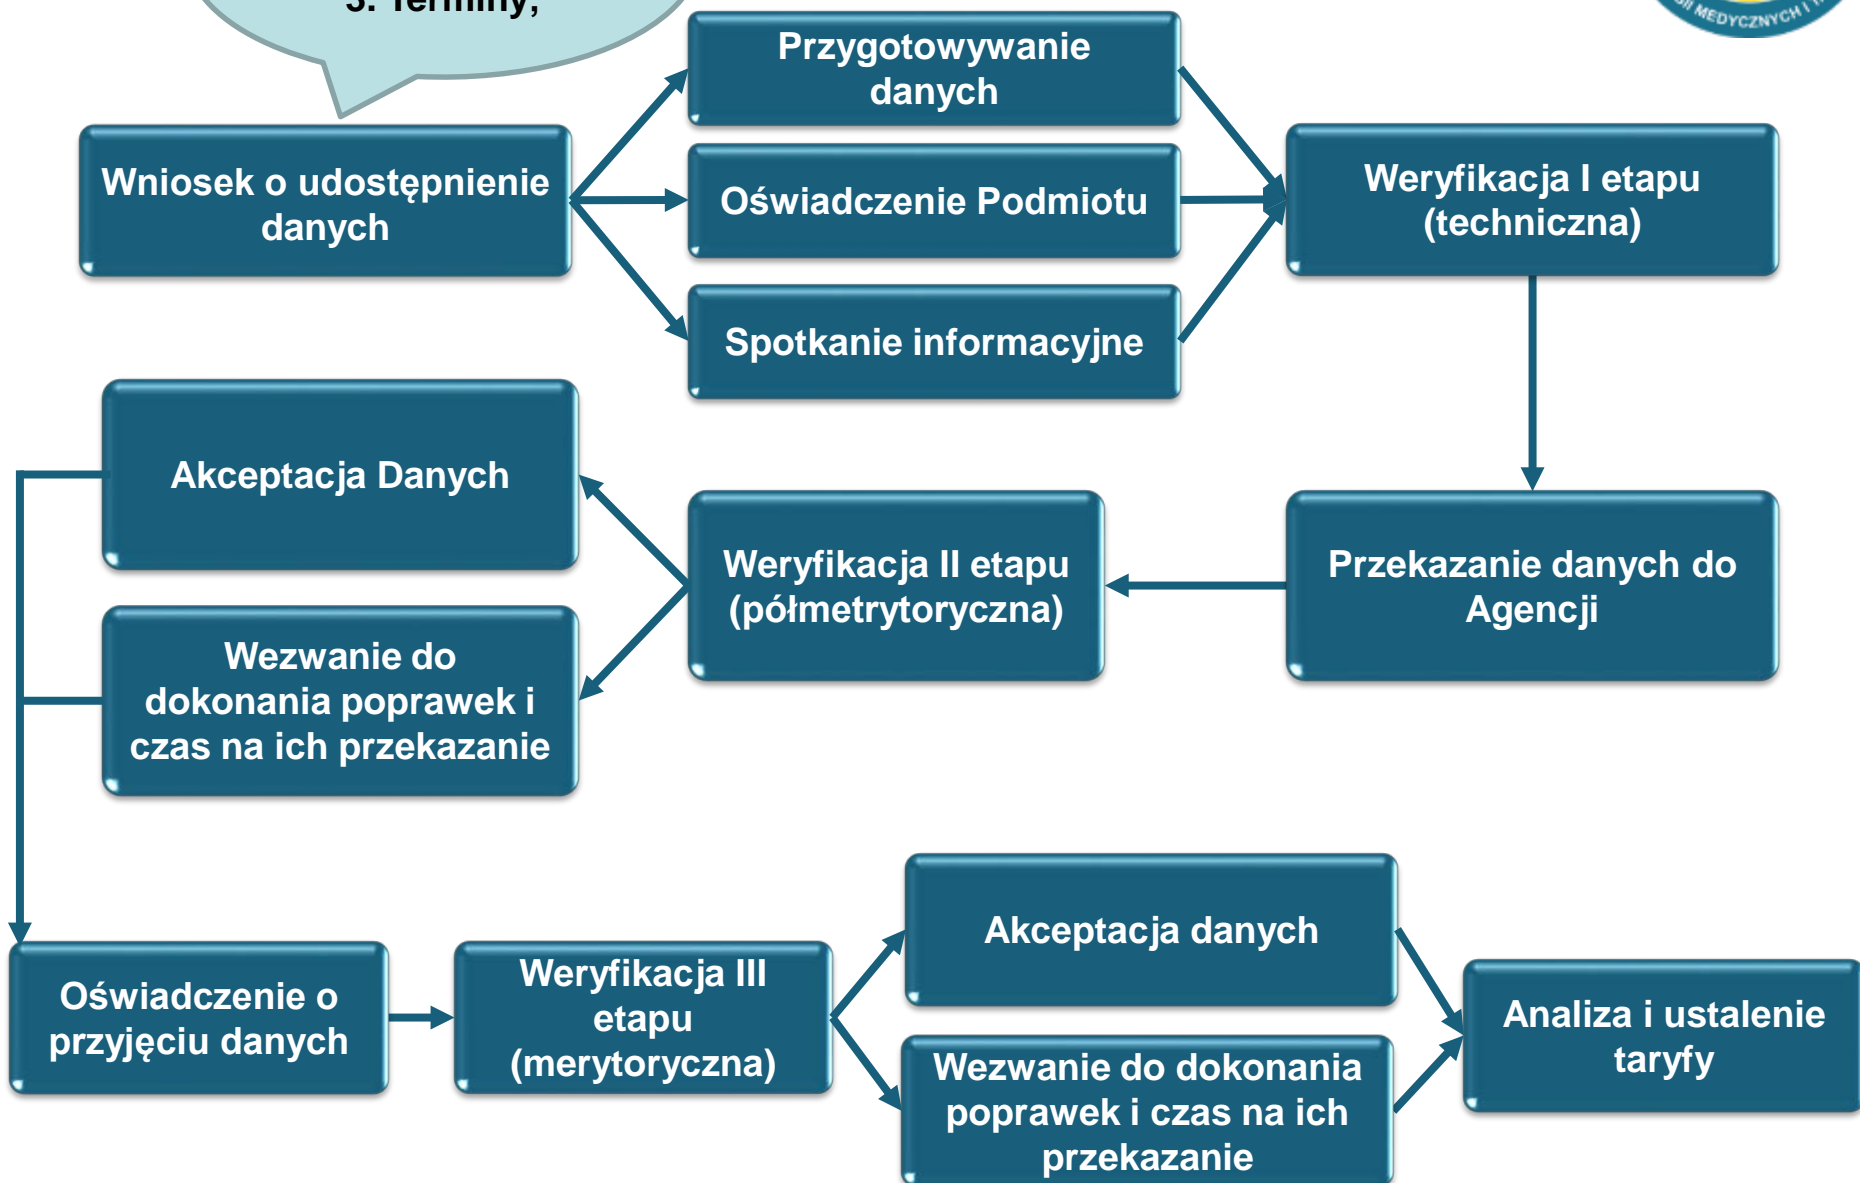 3. Terminy;
MEDYCZNYCH I
Przygotowywanie
danych
Wniosek o udostępnienie
danych
Oświadczenie Podmiotu
Weryfikacja I etapu
(techniczna)
Spotkanie informacyjne
Akceptacja Danych
Weryfikacja II etapu
(półmetrytoryczna)
Przekazanie danych do
Agencji
Wezwanie do
dokonania poprawek i
czas na ich przekazanie
Oświadczenie o
przyjęciu danych
Weryfikacja III
etapu
(merytoryczna)
Akceptacja danych
Wezwanie do dokonania
poprawek i czas na ich
przekazanie
Analiza i ustalenie
taryfy